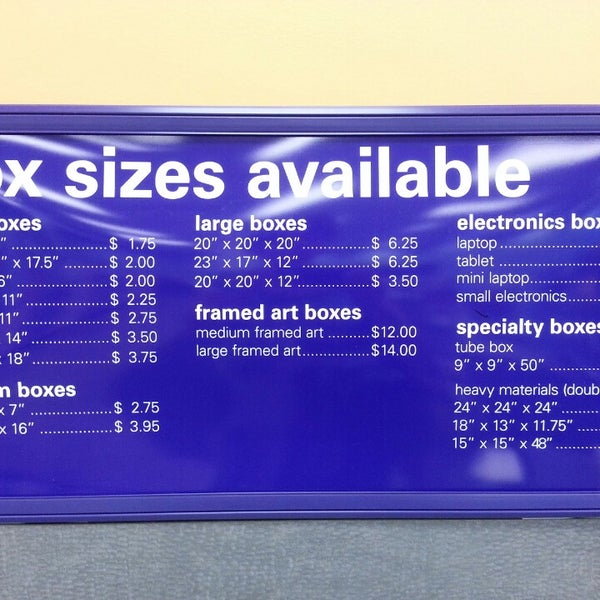 ox sizes available
oxes
” ........ $ 1.75
” x 17.5” ........ $ 2.00
6” ........ $ 2.00
11” ........ $ 2.25
11” ........ $ 2.75
x 14” ........ $ 3.50
x 18” ........ $ 3.75
m boxes
x 7” ........ $ 2.75
x 16” ........ $ 3.95
large boxes
20” x 20” x 20” ........ $ 6.25
23” x 17” x 12” ........ $ 6.25
20” x 20” x 12” ........ $ 3.50
framed art boxes
medium framed art ........ $12.00
large framed art ........ $14.00
electronics box
laptop ........
tablet ........
mini laptop ........
small electronics ........
specialty boxes
tube box
9” x 9” x 50” ........
heavy materials (doub
24” x 24” x 24” ........
18” x 13” x 11.75” ........
15” x 15” x 48” ........